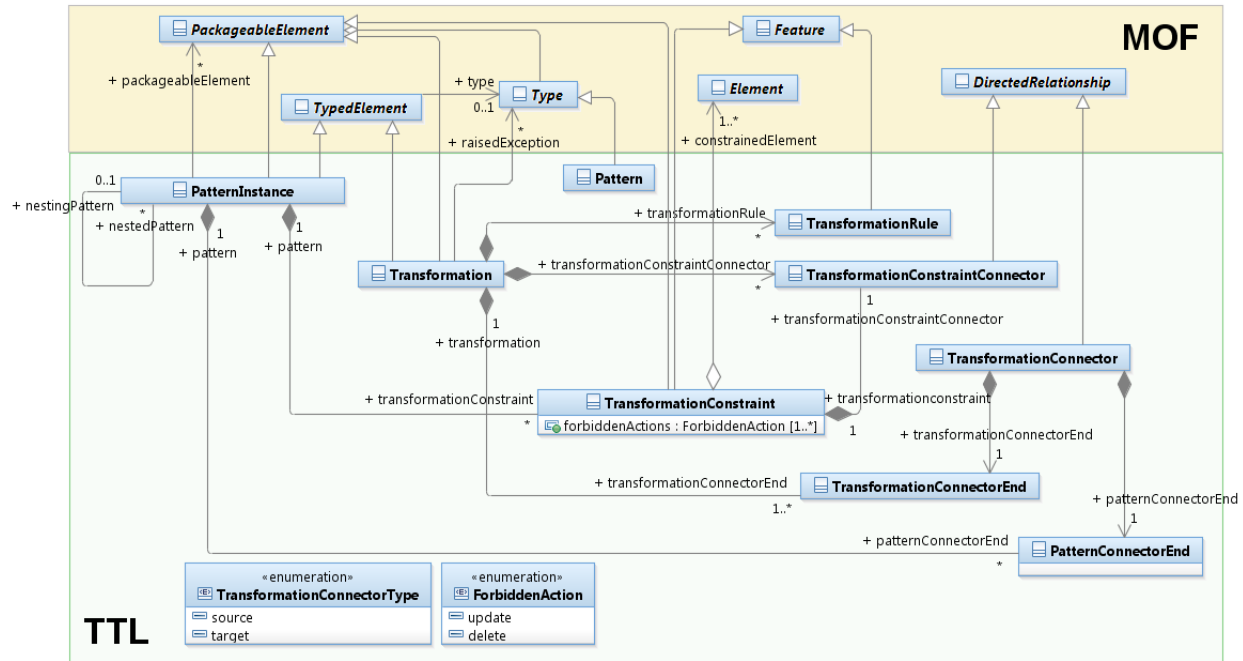 PackageableElement
Feature
MOF
+ packageableElement
*
+ type
0..1
Type
Element
DirectedRelationship
TypedElement
*
+ raisedException
1..*
+ constrainedElement
Pattern
0..1
PatternInstance
+ nestingPattern
*
+ nestedPattern
1
+ pattern
1
+ pattern
+ transformationRule
*
TransformationRule
Transformation
+ transformationConstraintConnector
*
TransformationConstraintConnector
1
+ transformationConstraintConnector
1
+ transformation
TransformationConnector
+ transformationConstraint
*
TransformationConstraint
forbiddenActions : ForbiddenAction [1..*]
+ transformationconstraint
1
+ transformationConnectorEnd
1
+ transformationConnectorEnd
1..*
TransformationConnectorEnd
+ patternConnectorEnd
1
+ patternConnectorEnd
*
PatternConnectorEnd
«enumeration»
TransformationConnectorType
source
target
«enumeration»
ForbiddenAction
update
delete
TTL